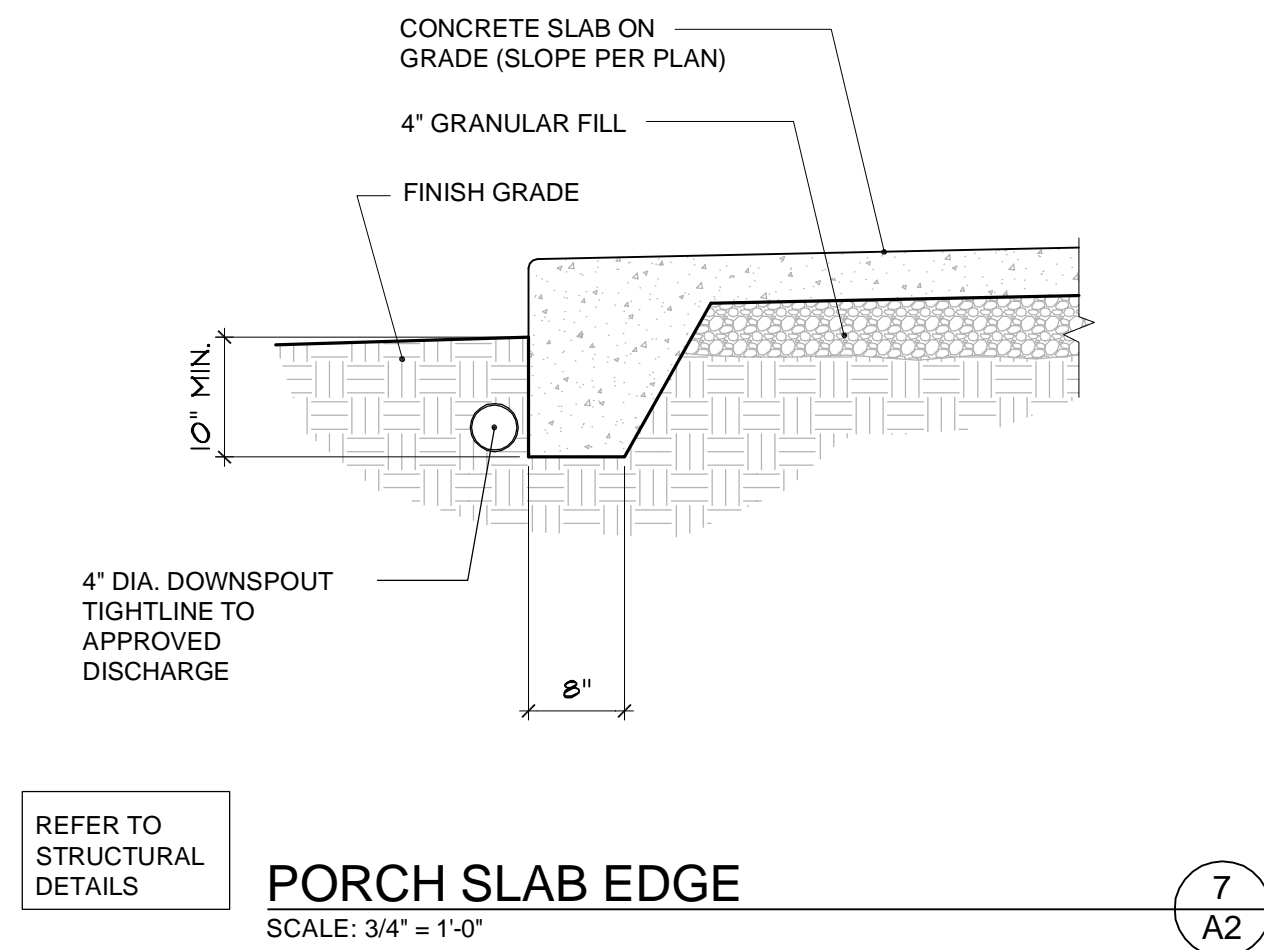 CONCRETE SLAB ON
GRADE (SLOPE PER PLAN)
4" GRANULAR FILL
FINISH GRADE
10" MIN.
4" DIA. DOWNSPOUT
TIGHTLINE TO
APPROVED
DISCHARGE
8"
REFER TO
STRUCTURAL
DETAILS
PORCH SLAB EDGE
SCALE: 3/4" = 1'-0"
7
A2